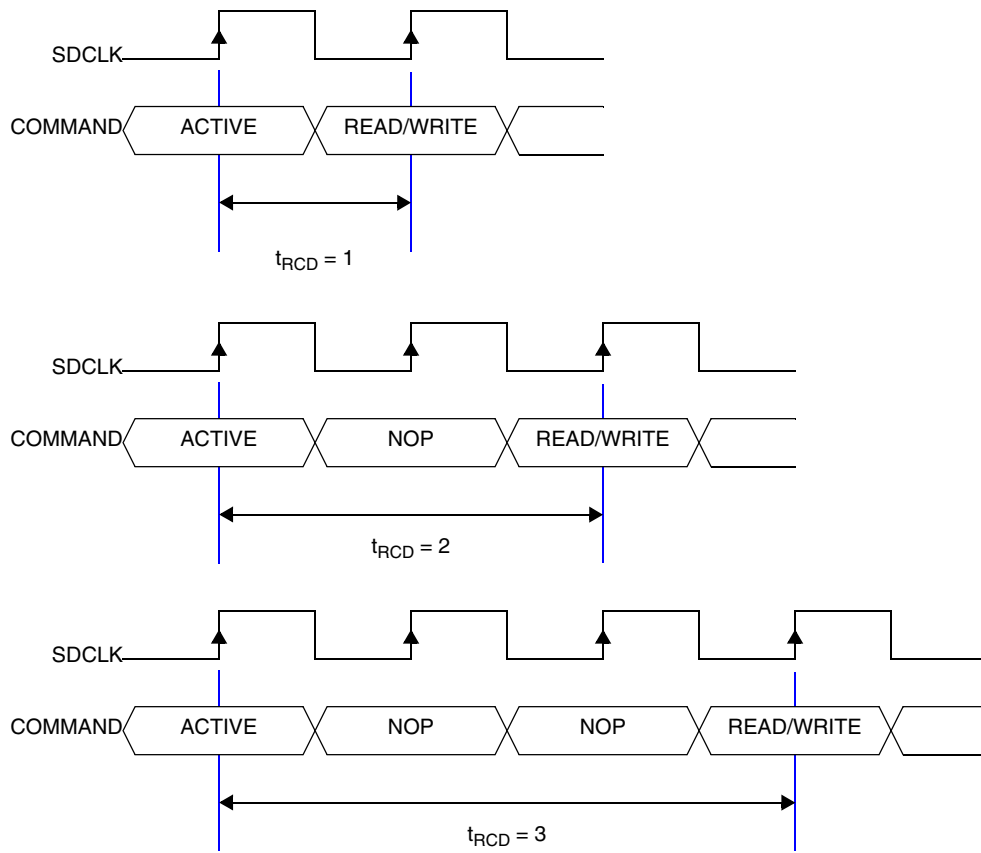 SDCLK
COMMAND ACTIVE READ/WRITE
tRCD = 1
SDCLK
COMMAND ACTIVE NOP READ/WRITE
tRCD = 2
SDCLK
COMMAND ACTIVE NOP NOP READ/WRITE
tRCD = 3